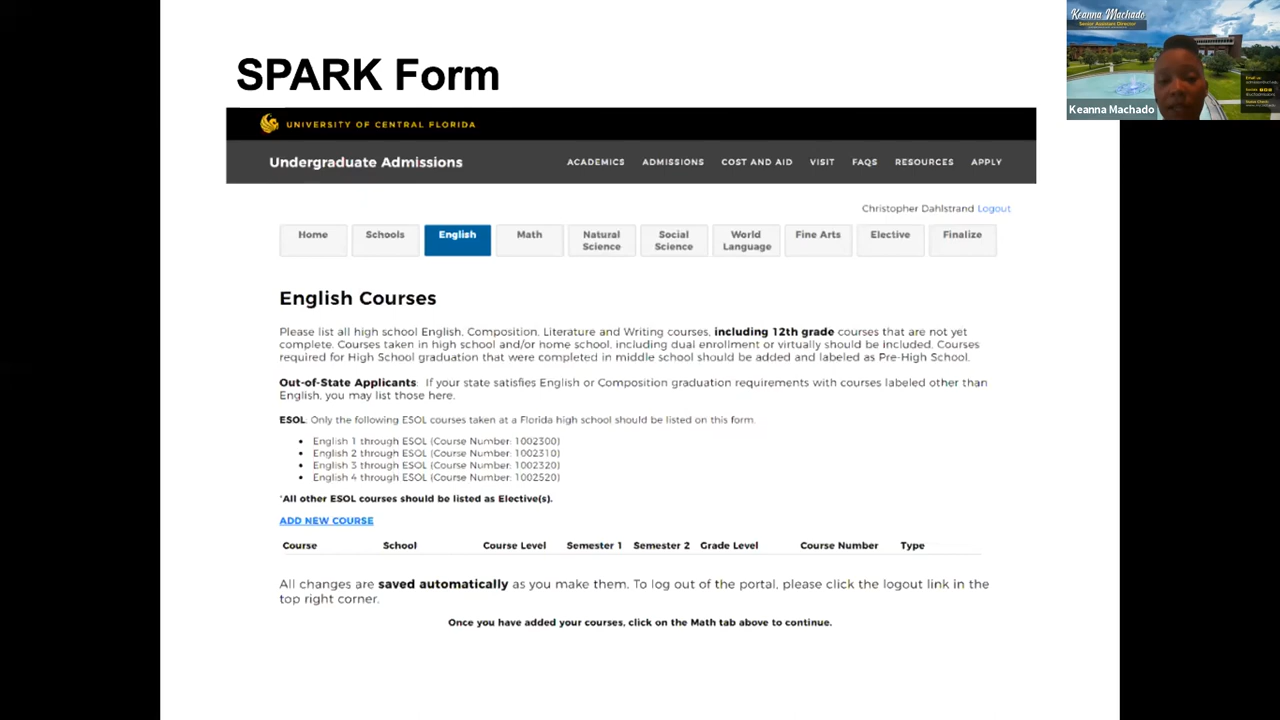 SPARK Form
UNIVERSITY OF CENTRAL FLORIDA
Undergraduate Admissions
ACADEMICS ADMISSIONS COST AND AID VISIT FAQS RESOURCES APPLY
Christopher Dahlstrand Logout
Home Schools English Math Natural Science Social Science World Language Fine Arts Elective Finalize
English Courses
Please list all high school English, Composition, Literature and Writing courses, including 12th grade courses that are not yet
complete. Courses taken in high school and/or home school, including dual enrollment or virtually should be included. Courses
required for High School graduation that were completed in middle school should be added and labeled as Pre-High School.
Out-of-State Applicants: If your state satisfies English or Composition graduation requirements with courses labeled other than
English, you may list those here.
ESOL: Only the following ESOL courses taken at a Florida high school should be listed on this form.
• English 1 through ESOL (Course Number: 1002300)
• English 2 through ESOL (Course Number: 1002310)
• English 3 through ESOL (Course Number: 1002320)
• English 4 through ESOL (Course Number: 1002520)
*All other ESOL courses should be listed as Elective(s).
ADD NEW COURSE
Course School Course Level Semester 1 Semester 2 Grade Level Course Number Type
All changes are saved automatically as you make them. To log out of the portal, please click the logout link in the
top right corner.
Once you have added your courses, click on the Math tab above to continue.
Keanna Machado
Senior Assistant Director
Keanna Machado